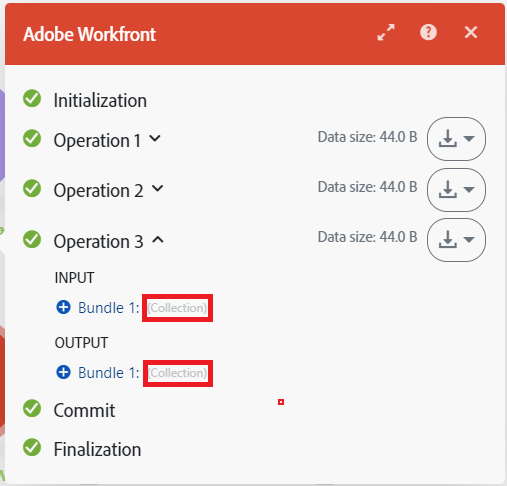 Adobe Workfront
Initialization
Operation 1 Data size: 44.0 B
Operation 2 Data size: 44.0 B
Operation 3 Data size: 44.0 B
INPUT
Bundle 1: (Collection)
OUTPUT
Bundle 1: (Collection)
Commit
Finalization